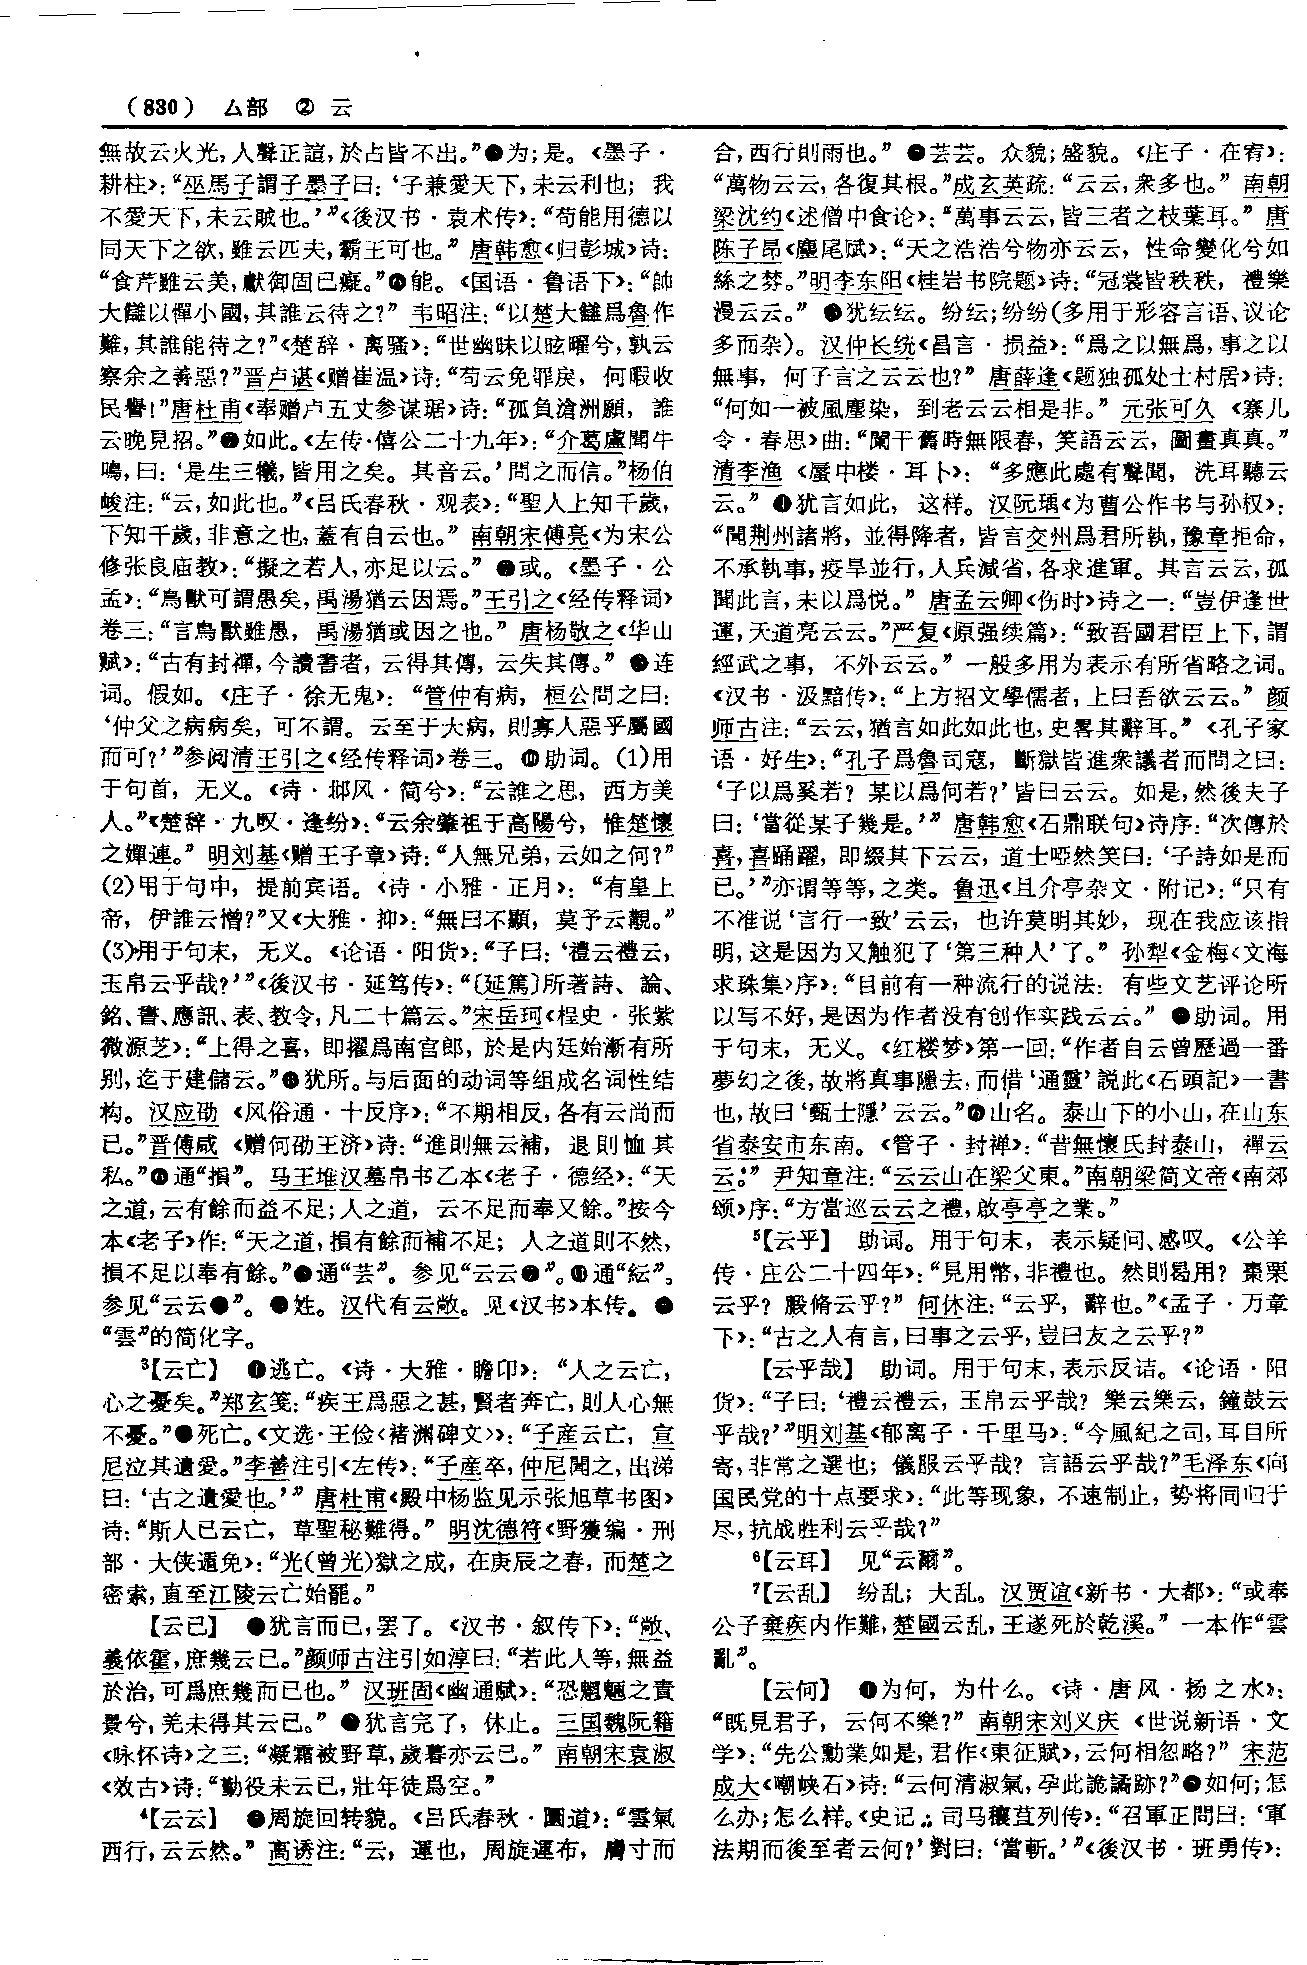 (830) 厶部 ② 云
無故云火光,人聲正諠,於占皆不出。”●为;是。《墨子·
耕柱》:“巫馬子謂子墨子曰:‘子兼愛天下,未云利也; 我
不愛天下,未云賊也。’”《後汉书·袁术传》:“苟能用德以
同天下之欲,雖云匹夫,霸王可也。” 唐韩愈《归彭城》诗:
“食芹雖云美,獻御固已癡。”●能。《国语·鲁语下》:“帥
大讎以憚小國,其誰云待之?” 韦昭注:“以楚大讎爲魯作
難,其誰能待之?”《楚辞·离骚》:“世幽昧以眩曜兮,孰云
察余之善惡?”晋卢谌《赠崔温》诗:“苟云免罪戾, 何暇收
民譽!”唐杜甫《奉赠卢五丈参谋琚》诗:“孤負滄洲願, 誰
云晚見招。”❼如此。《左传·僖公二十九年》:“介葛盧聞牛
鳴,曰:‘是生三犧,皆用之矣。其音云。’問之而信。”杨伯
峻注:“云,如此也。”《吕氏春秋·观表》:“聖人上知千歲,
下知千歲,非意之也,蓋有自云也。” 南朝宋傅亮《为宋公
修张良庙教》:“擬之若人,亦足以云。” ●或。《墨子·公
孟》:“鳥獸可謂愚矣,禹湯猶云因焉。”王引之《经传释词》
卷三:“言鳥獸雖愚, 禹湯猶或因之也。” 唐杨敬之《华山
赋》:“古有封禪,今讀書者, 云得其傳, 云失其傳。” ●连
词。假如。《庄子·徐无鬼》: “管仲有病, 桓公問之曰:
‘仲父之病病矣, 可不謂。云至于大病,則寡人惡乎屬國
而可?’”参阅清王引之《经传释词》卷三。 ⓫助词。(1)用
于句首, 无义。《诗·邶风·简兮》:“云誰之思, 西方美
人。”《楚辞·九叹·逢纷》:“云余肇祖于高陽兮, 惟楚懷
之嬋連。” 明刘基《赠王子章》诗:“人無兄弟,云如之何?”
(2)用于句中, 提前宾语。《诗·小雅·正月》: “有皇上
帝, 伊誰云憎?”又《大雅·抑》:“無曰不顯, 莫予云覯。”
(3)用于句末, 无义。《论语·阳货》:“子曰:‘禮云禮云,
玉帛云乎哉?’”《後汉书·延笃传》:“〔延篤〕所著詩、論、
銘、書、應訊、表、教令,凡二十篇云。”宋岳珂《桯史·张紫
微源芝》:“上得之喜, 即擢爲南宫郎, 於是内廷始漸有所
别,迄于建儲云。”●犹所。与后面的动词等组成名词性结
构。 汉应劭 《风俗通·十反序》:“不期相反,各有云尚而
已。”晋傅咸 《赠何劭王济》诗:“進則無云補, 退則恤其
私。”●通“損”。 马王堆汉墓帛书乙本《老子·德经》:“天
之道,云有餘而益不足;人之道, 云不足而奉又餘。”按今
本《老子》作:“天之道,損有餘而補不足; 人之道則不然,
損不足以奉有餘。”●通“芸”。参见“云云●”。●通“紜”。
参见“云云●”。 ●姓。汉代有云敞。见《汉书》本传。 ●
“雲”的简化字。
³【云亡】 ❶逃亡。《诗·大雅·瞻卬》: “人之云亡,
心之憂矣。”郑玄笺:“疾王爲惡之甚,賢者奔亡,則人心無
不憂。”●死亡。《文选·王俭〈褚渊碑文〉》:“子産云亡, 宣
尼泣其遺愛。”李善注引《左传》:“子産卒,仲尼聞之,出涕
曰:‘古之遺愛也。’” 唐杜甫《殿中杨监见示张旭草书图》
诗:“斯人已云亡, 草聖秘難得。” 明沈德符《野獲编·刑
部·大侠遁免》:“光(曾光)獄之成, 在庚辰之春, 而楚之
密索,直至江陵云亡始罷。”
【云已】 ●犹言而已,罢了。《汉书·叙传下》:“敞、
義依霍,庶幾云已。”颜师古注引如淳曰:“若此人等,無益
於治,可爲庶幾而已也。” 汉班固《幽通赋》:“恐魍魎之責
景兮,羌未得其云已。” ●犹言完了, 休止。三国魏阮籍
《咏怀诗》之三:“凝霜被野草,歲暮亦云已。” 南朝宋袁淑
《效古》诗:“勤役未云已,壯年徒爲空。”
⁴【云云】 ●周旋回转貌。《吕氏春秋·圜道》:“雲氣
西行,云云然。” 高诱注:“云, 運也, 周旋運布, 膚寸而
合,西行則雨也。” ●芸芸。众貌;盛貌。《庄子·在宥》:
“萬物云云,各復其根。”成玄英疏:“云云,衆多也。” 南朝
梁沈约《述僧中食论》:“萬事云云,皆三者之枝葉耳。” 唐
陈子昂《麈尾赋》:“天之浩浩兮物亦云云, 性命變化兮如
絲之棼。”明李东阳《桂岩书院题》诗:“冠裳皆秩秩, 禮樂
漫云云。” ●犹纭纭。纷纭;纷纷(多用于形容言语、议论
多而杂)。汉仲长统《昌言·损益》:“爲之以無爲,事之以
無事, 何子言之云云也?” 唐薛逢《题独孤处士村居》诗:
“何如一被風塵染, 到老云云相是非。” 元张可久 《寨儿
令·春思》曲:“闌干舊時無限春, 笑語云云, 圖畫真真。”
清李渔 《蜃中楼·耳卜》: “多應此處有聲聞, 洗耳聽云
云。” ●犹言如此, 这样。汉阮瑀《为曹公作书与孙权》:
“聞荆州諸將, 並得降者, 皆言交州爲君所執,豫章拒命,
不承執事,疫旱並行,人兵減省,各求進軍。其言云云,孤
聞此言,未以爲悦。” 唐孟云卿《伤时》诗之一:“豈伊逢世
運,天道亮云云。”严复《原强续篇》:“致吾國君臣上下,謂
經武之事, 不外云云。” 一般多用为表示有所省略之词。
《汉书·汲黯传》:“上方招文學儒者,上曰吾欲云云。” 颜
师古注:“云云,猶言如此如此也,史畧其辭耳。” 《孔子家
语·好生》:“孔子爲魯司寇, 斷獄皆進衆議者而問之曰:
‘子以爲奚若? 某以爲何若?’皆曰云云。如是,然後夫子
曰:‘當從某子幾是。’” 唐韩愈《石鼎联句》诗序:“次傳於
喜,喜踊躍, 即綴其下云云, 道士啞然笑曰:‘子詩如是而
已。’”亦谓等等,之类。鲁迅《且介亭杂文·附记》:“只有
不准说‘言行一致’云云, 也许莫明其妙, 现在我应该指
明,这是因为又触犯了‘第三种人’了。” 孙犁《金梅〈文海
求珠集〉序》:“目前有一种流行的说法: 有些文艺评论所
以写不好,是因为作者没有创作实践云云。” ●助词。用
于句末, 无义。《红楼梦》第一回:“作者自云曾歷過一番
夢幻之後,故將真事隱去,而借‘通靈’説此《石頭記》一書
也,故曰‘甄士隱’云云。”●山名。泰山下的小山,在山东
省泰安市东南。《管子·封禅》:“昔無懷氏封泰山, 禪云
云。” 尹知章注:“云云山在梁父東。”南朝梁简文帝《南郊
颂》序:“方當巡云云之禮,啟亭亭之業。”
⁵【云乎】 助词。用于句末, 表示疑问、感叹。《公羊
传·庄公二十四年》:“見用幣,非禮也。然則曷用? 棗栗
云乎? 腶脩云乎?” 何休注:“云乎, 辭也。”《孟子·万章
下》:“古之人有言,曰事之云乎,豈曰友之云乎?”
【云乎哉】 助词。用于句末,表示反诘。《论语·阳
货》:“子曰:‘禮云禮云, 玉帛云乎哉? 樂云樂云, 鐘鼓云
乎哉?’”明刘基《郁离子·千里马》:“今風紀之司,耳目所
寄,非常之選也; 儀服云乎哉? 言語云乎哉?”毛泽东《向
国民党的十点要求》:“此等现象, 不速制止, 势将同归于
尽,抗战胜利云乎哉?”
⁶【云耳】 见“云爾”。
⁷【云乱】 纷乱; 大乱。汉贾谊《新书·大都》:“或奉
公子棄疾内作難,楚國云乱,王遂死於乾溪。” 一本作“雲
亂”。
【云何】 ❶为何, 为什么。《诗·唐风·扬之水》:
“既見君子, 云何不樂?” 南朝宋刘义庆 《世说新语·文
学》:“先公勳業如是,君作《東征賦》,云何相忽略?” 宋范
成大《嘲峡石》诗:“云何清淑氣,孕此詭譎跡?”●如何;怎
么办;怎么样。《史记·司马穰苴列传》:“召軍正問曰:‘軍
法期而後至者云何?’對曰:‘當斬。’”《後汉书·班勇传》: